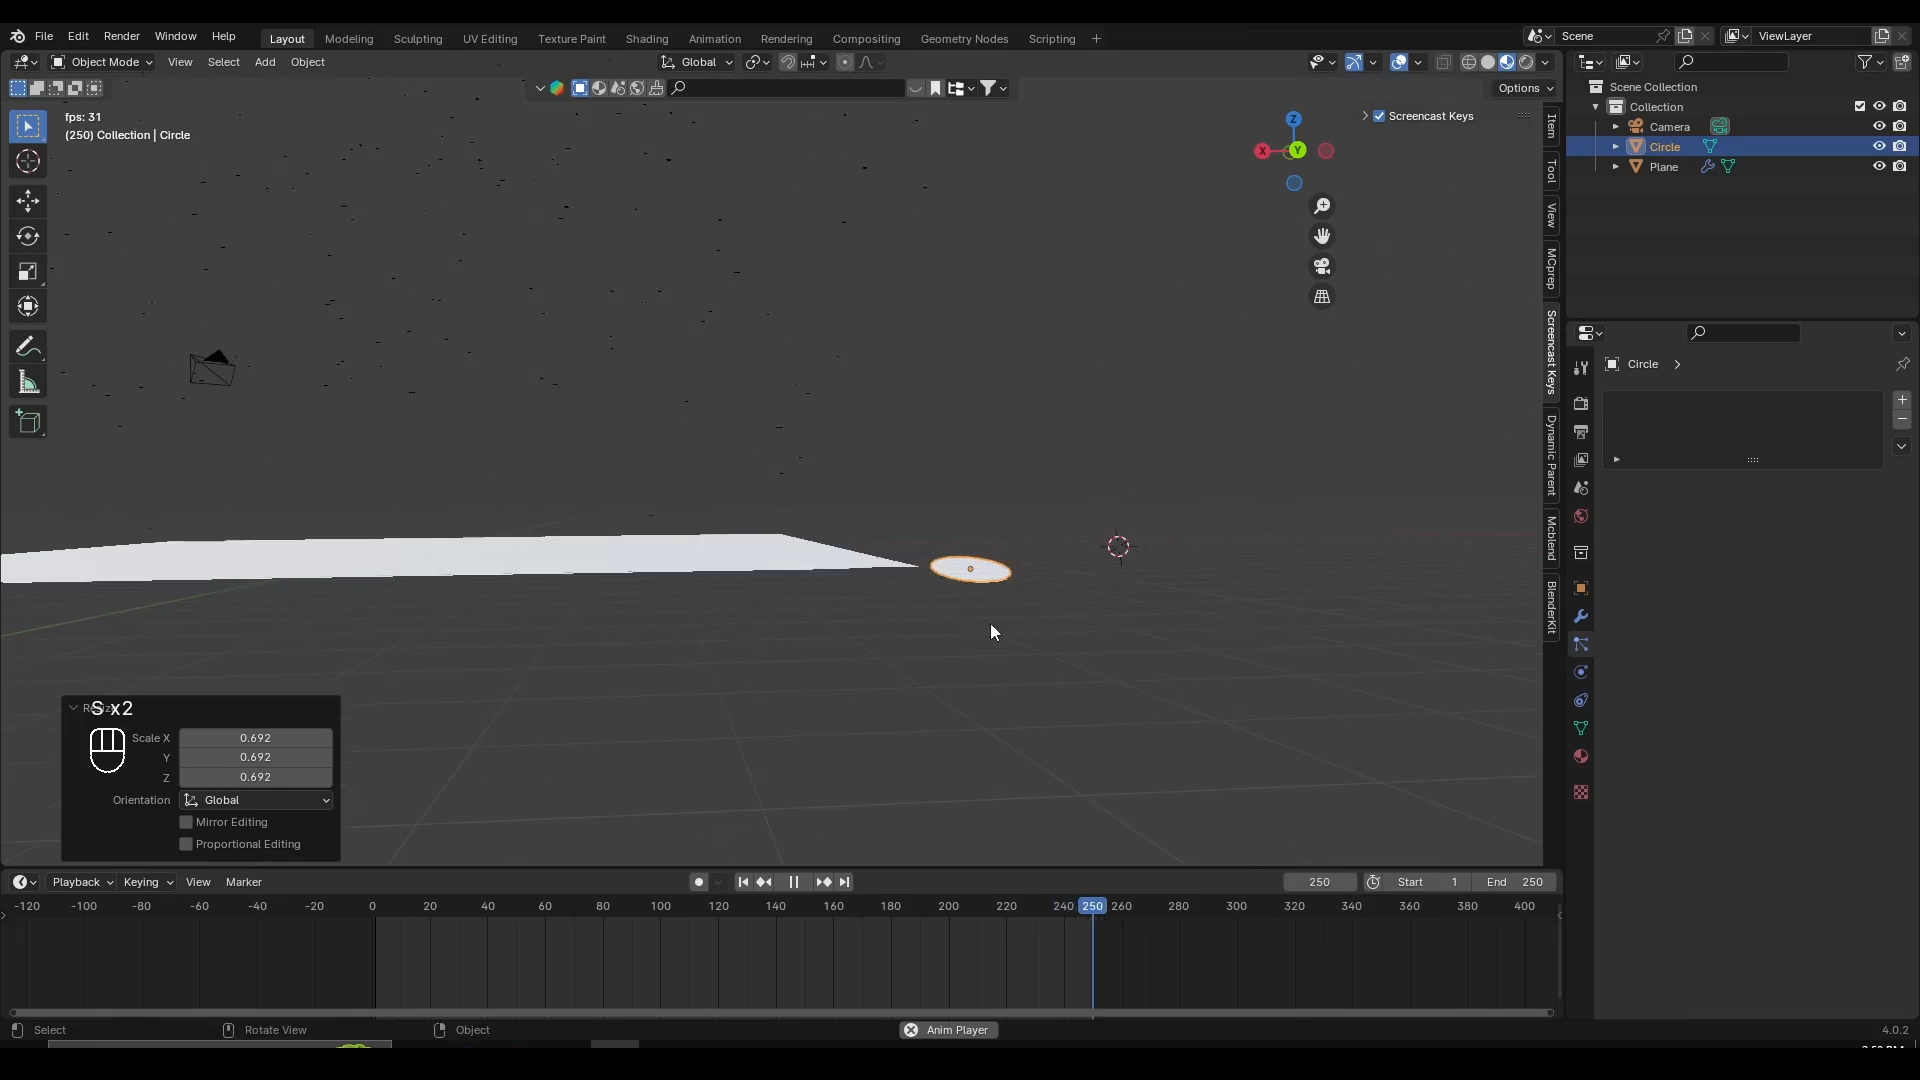 File Edit Render Window Help Layout Modeling Sculpting UV Editing Texture Paint Shading Animation Rendering Compositing Geometry Nodes Scripting + Scene ViewLayer
Object Mode View Select Add Object Global
Options
fps: 31
(250) Collection | Circle
Screencast Keys
Z
X
Y
Item
Tool
View
MCprep
Screencast Keys
Dynamic Parent
Mcblend
BlenderKit
Scene Collection
Collection
Camera
Circle
Plane
Circle
S x2
Scale X 0.692
Y 0.692
Z 0.692
Orientation Global
Mirror Editing
Proportional Editing
Playback Keying View Marker 250 Start 1 End 250
-120 -100 -80 -60 -40 -20 0 20 40 60 80 100 120 140 160 180 200 220 240 250 260 280 300 320 340 360 380 400
Select Rotate View Object Anim Player 4.0.2